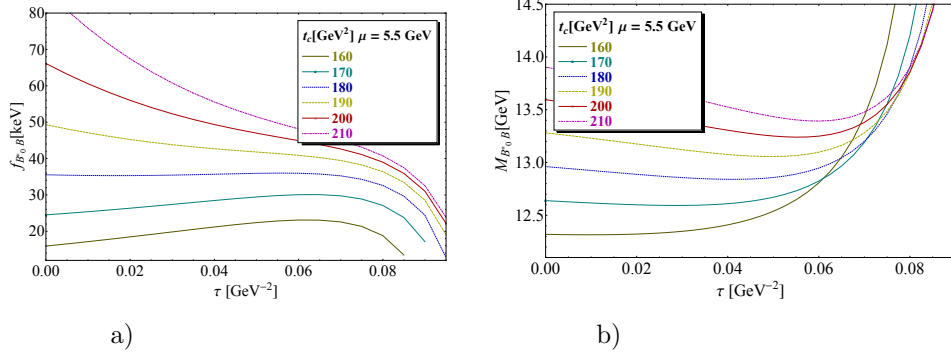 t_c[GeV²] μ = 5.5 GeV
160
170
180
190
200
210
80
70
60
50
40
30
20
f_{B*₀B}[keV]
0.00 0.02 0.04 0.06 0.08
τ [GeV⁻²]
a)
t_c[GeV²] μ = 5.5 GeV
160
170
180
190
200
210
14.5
14.0
13.5
13.0
12.5
M_{B*₀B}[GeV]
0.00 0.02 0.04 0.06 0.08
τ [GeV⁻²]
b)